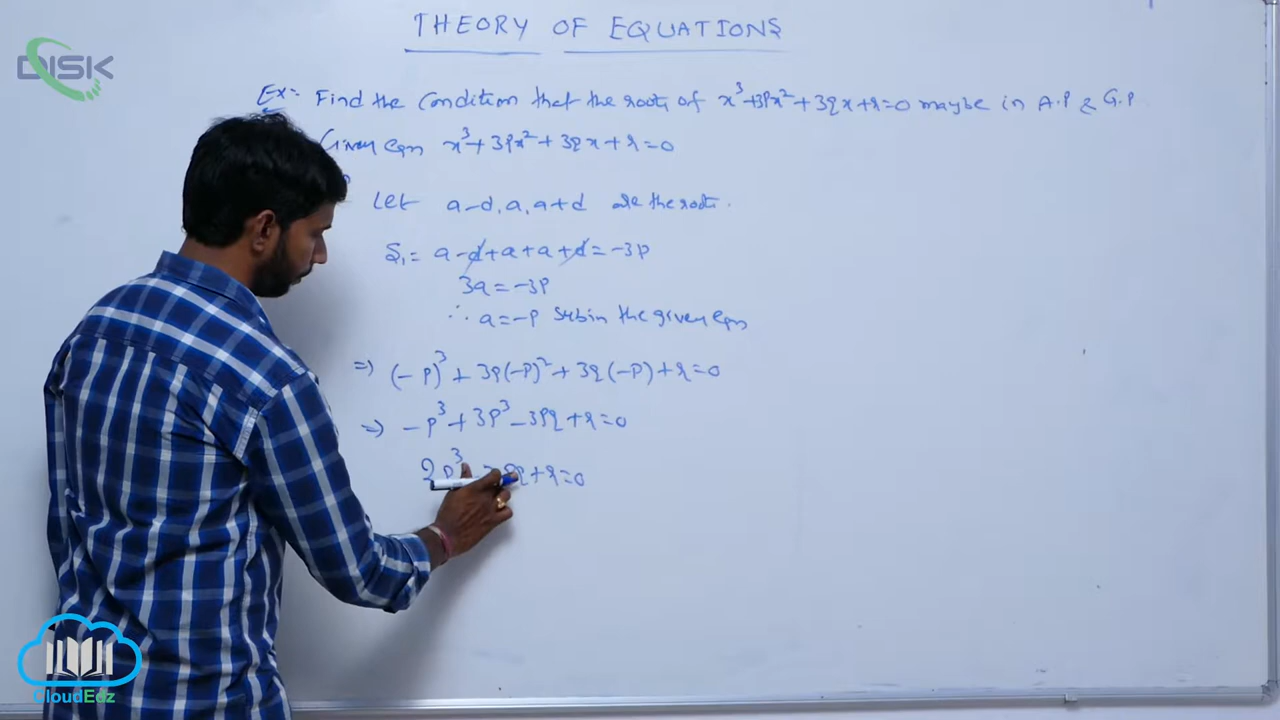 THEORY OF EQUATIONS
DISK
Ex:- Find the Condition that the roots of x³+3px²+3qx+r=0 maybe in A.P & G.P
Given eqn x³+3px²+3qx+r=0
Let a-d, a, a+d are the roots.
S₁= a-d+a+a+d=-3p
3a=-3p
∴ a=-p Sub in the given eqn
⇒ (-p)³+3p(-p)²+3q(-p)+r=0
⇒ -p³+3p³-3pq+r=0
2p³ q+r=0
CloudEdz